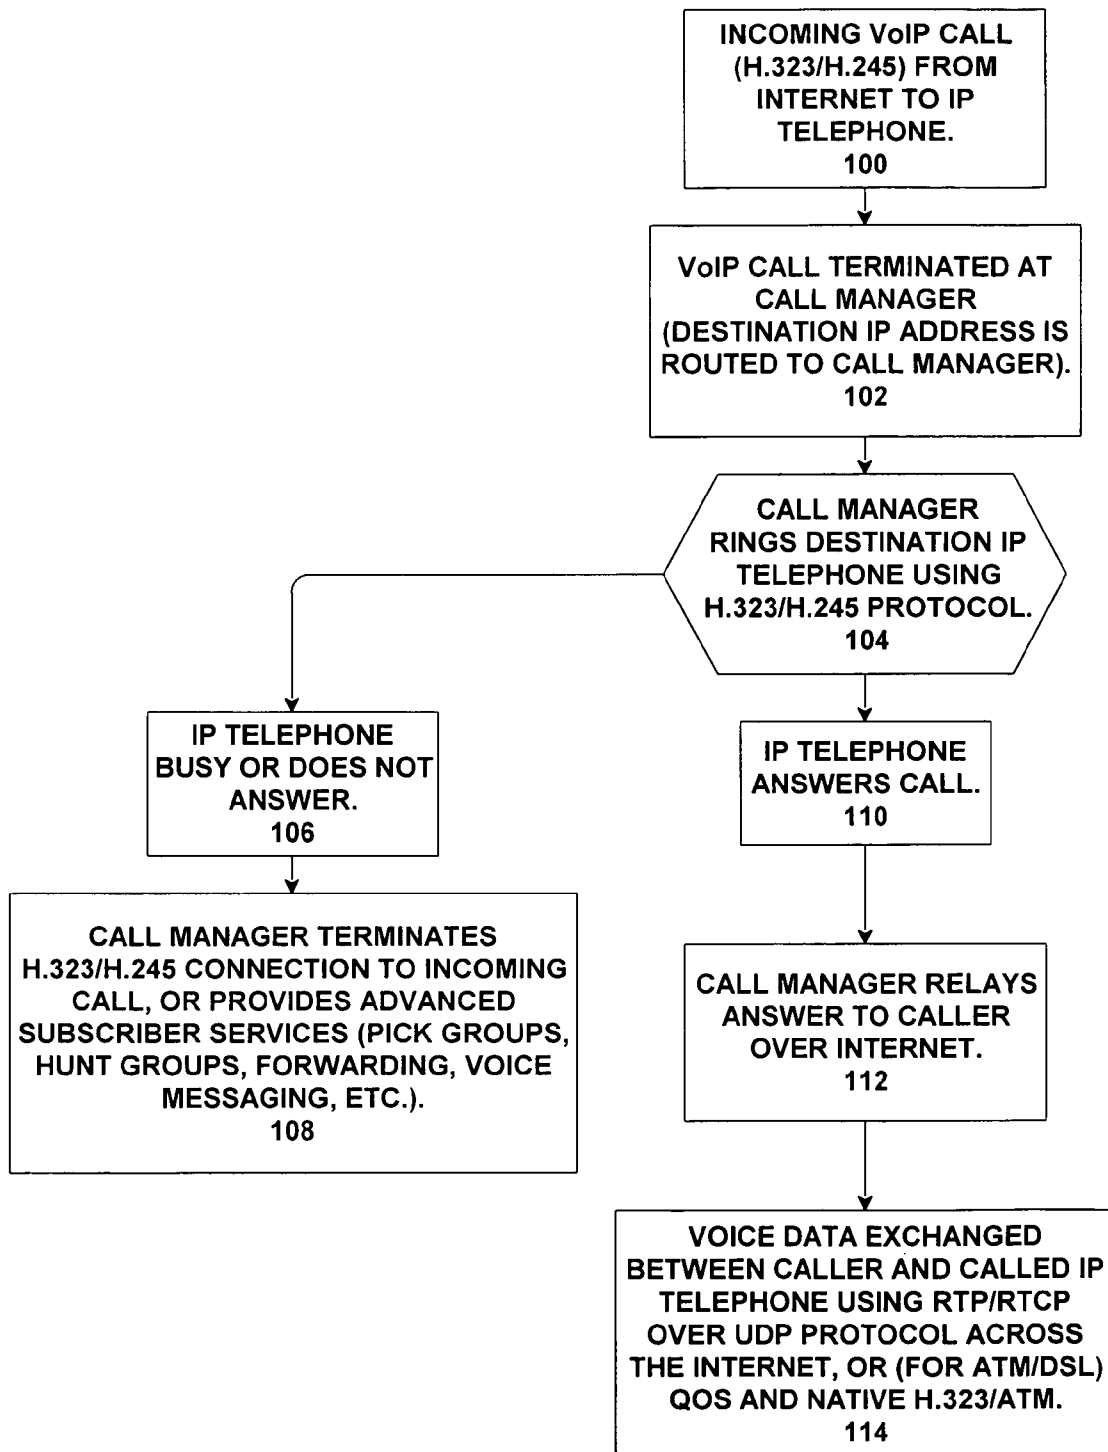 INCOMING VoIP CALL
(H.323/H.245) FROM
INTERNET TO IP
TELEPHONE.
100
VoIP CALL TERMINATED AT
CALL MANAGER
(DESTINATION IP ADDRESS IS
ROUTED TO CALL MANAGER).
102
CALL MANAGER
RINGS DESTINATION IP
TELEPHONE USING
H.323/H.245 PROTOCOL.
104
IP TELEPHONE
BUSY OR DOES NOT
ANSWER.
106
CALL MANAGER TERMINATES
H.323/H.245 CONNECTION TO INCOMING
CALL, OR PROVIDES ADVANCED
SUBSCRIBER SERVICES (PICK GROUPS,
HUNT GROUPS, FORWARDING, VOICE
MESSAGING, ETC.).
108
IP TELEPHONE
ANSWERS CALL.
110
CALL MANAGER RELAYS
ANSWER TO CALLER
OVER INTERNET.
112
VOICE DATA EXCHANGED
BETWEEN CALLER AND CALLED IP
TELEPHONE USING RTP/RTCP
OVER UDP PROTOCOL ACROSS
THE INTERNET, OR (FOR ATM/DSL)
QOS AND NATIVE H.323/ATM.
114